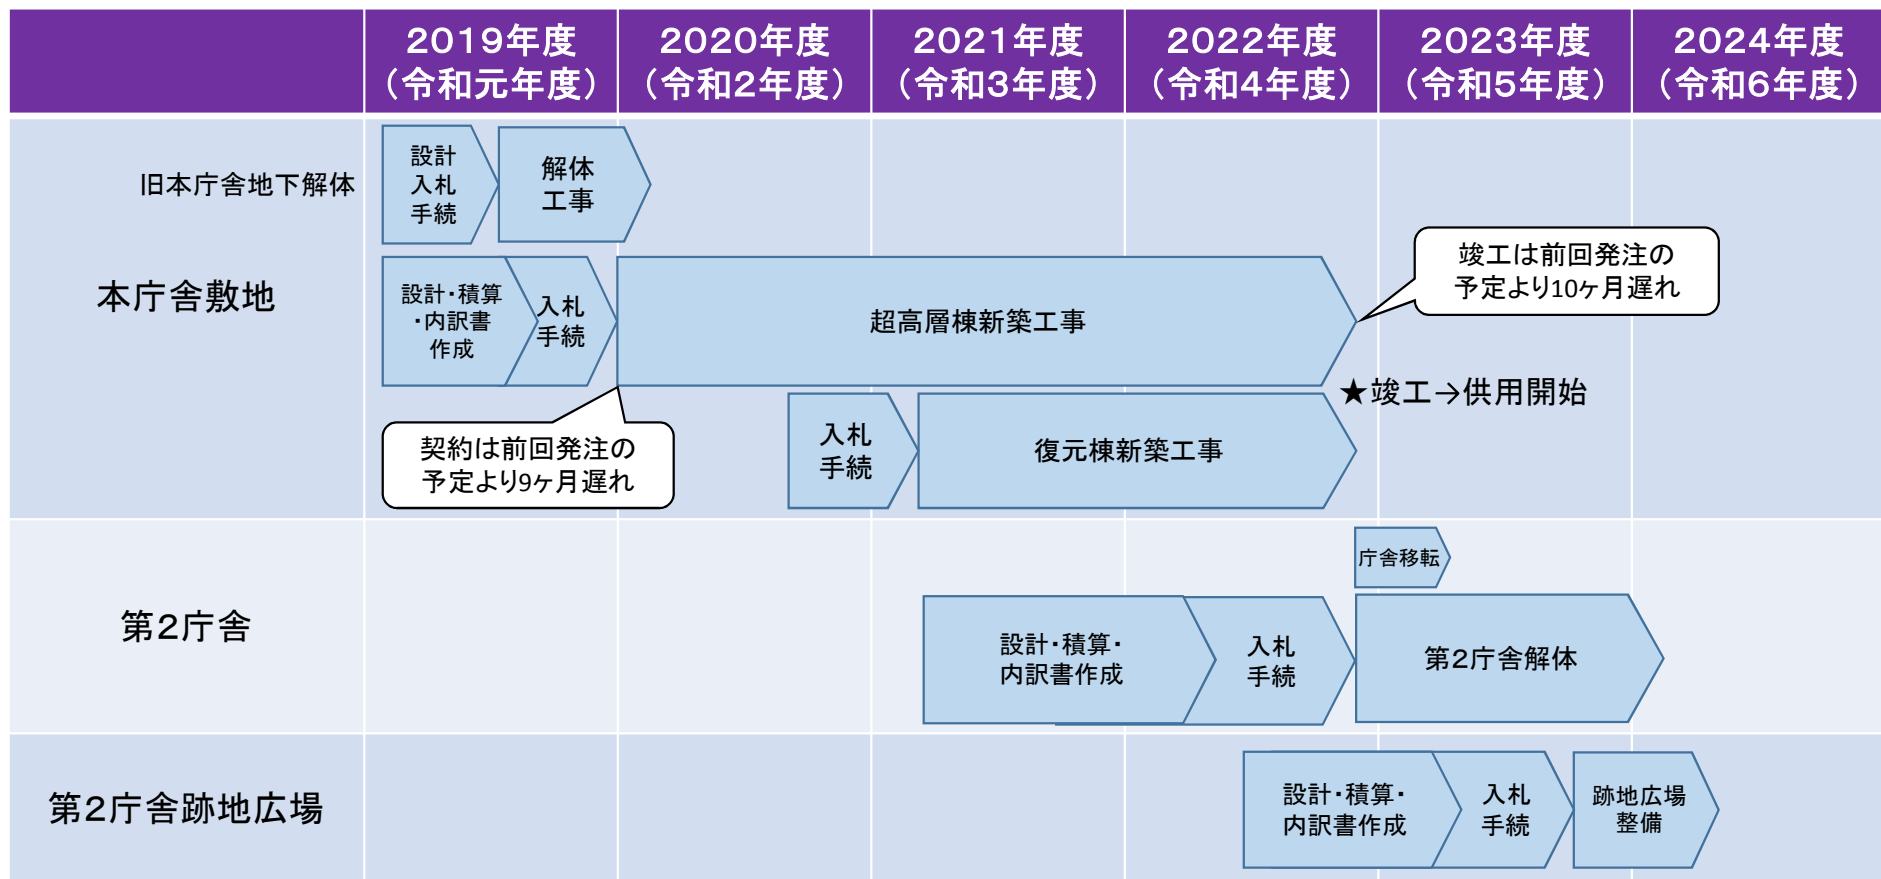 2019年度
（令和元年度）
2020年度
（令和2年度）
2021年度
（令和3年度）
2022年度
（令和4年度）
2023年度
（令和5年度）
2024年度
（令和6年度）
旧本庁舎地下解体
設計
入札
手続
解体
工事
本庁舎敷地
設計・積算
・内訳書
作成
入札
手続
超高層棟新築工事
竣工は前回発注の
予定より10ヶ月遅れ
★竣工→供用開始
契約は前回発注の
予定より9ヶ月遅れ
入札
手続
復元棟新築工事
第2庁舎
庁舎移転
設計・積算・
内訳書作成
入札
手続
第2庁舎解体
第2庁舎跡地広場
設計・積算・
内訳書作成
入札
手続
跡地広場
整備